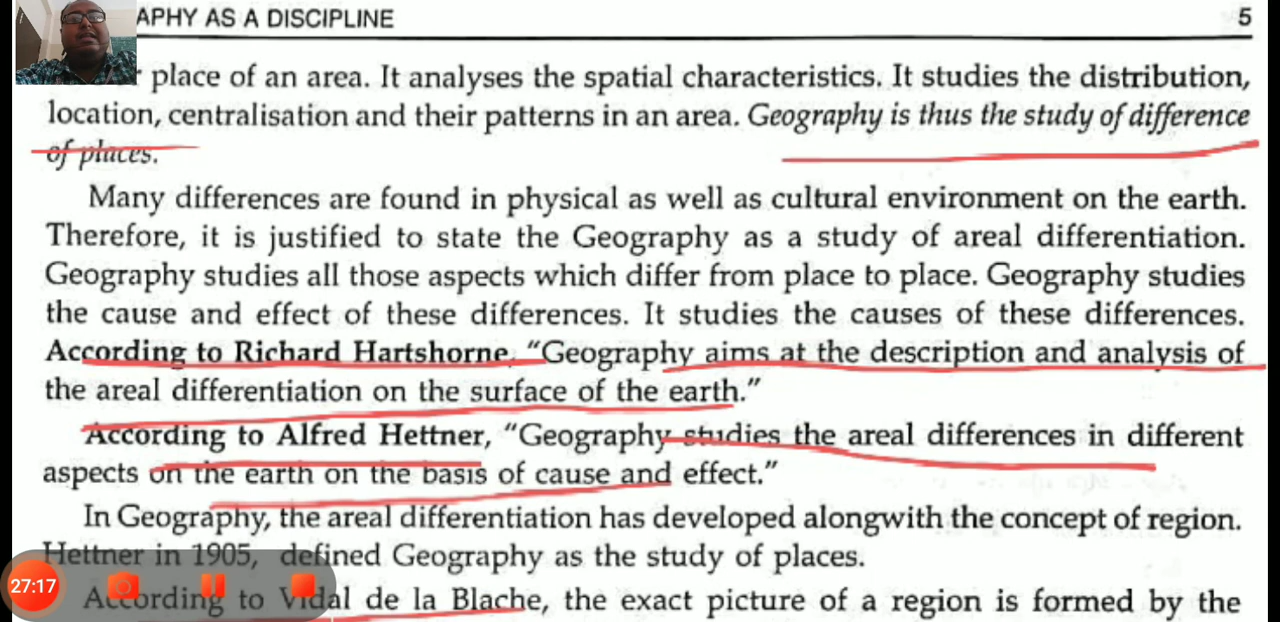 APHY AS A DISCIPLINE 5
place of an area. It analyses the spatial characteristics. It studies the distribution,
location, centralisation and their patterns in an area. Geography is thus the study of difference
of places.
Many differences are found in physical as well as cultural environment on the earth.
Therefore, it is justified to state the Geography as a study of areal differentiation.
Geography studies all those aspects which differ from place to place. Geography studies
the cause and effect of these differences. It studies the causes of these differences.
According to Richard Hartshorne, “Geography aims at the description and analysis of
the areal differentiation on the surface of the earth.”
According to Alfred Hettner, “Geography studies the areal differences in different
aspects on the earth on the basis of cause and effect.”
In Geography, the areal differentiation has developed alongwith the concept of region.
Hettner in 1905, defined Geography as the study of places.
27:17
According to Vidal de la Blache, the exact picture of a region is formed by the